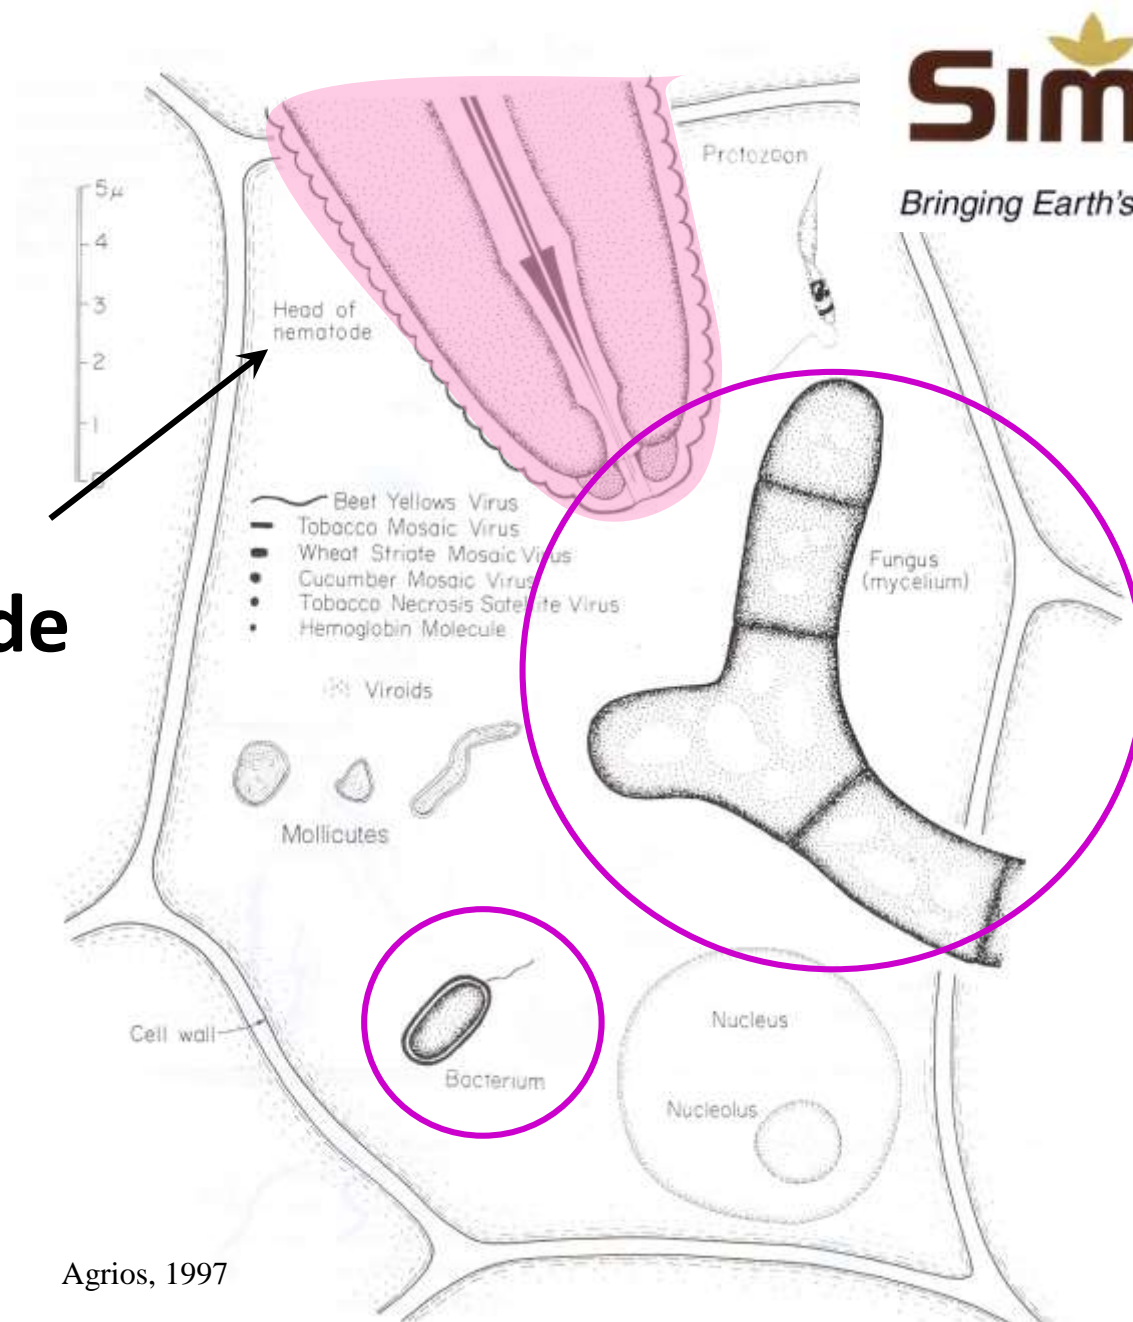 Sim
Bringing Earth's
Protozoon
5μ
4
3
2
1
0
Head of
nematode
Beet Yellows Virus
Tobacco Mosaic Virus
Wheat Striate Mosaic Virus
Cucumber Mosaic Virus
Tobacco Necrosis Satellite Virus
Hemoglobin Molecule
Fungus
(mycelium)
de
Viroids
Mollicutes
Cell wall
Bacterium
Nucleus
Nucleolus
Agrios, 1997